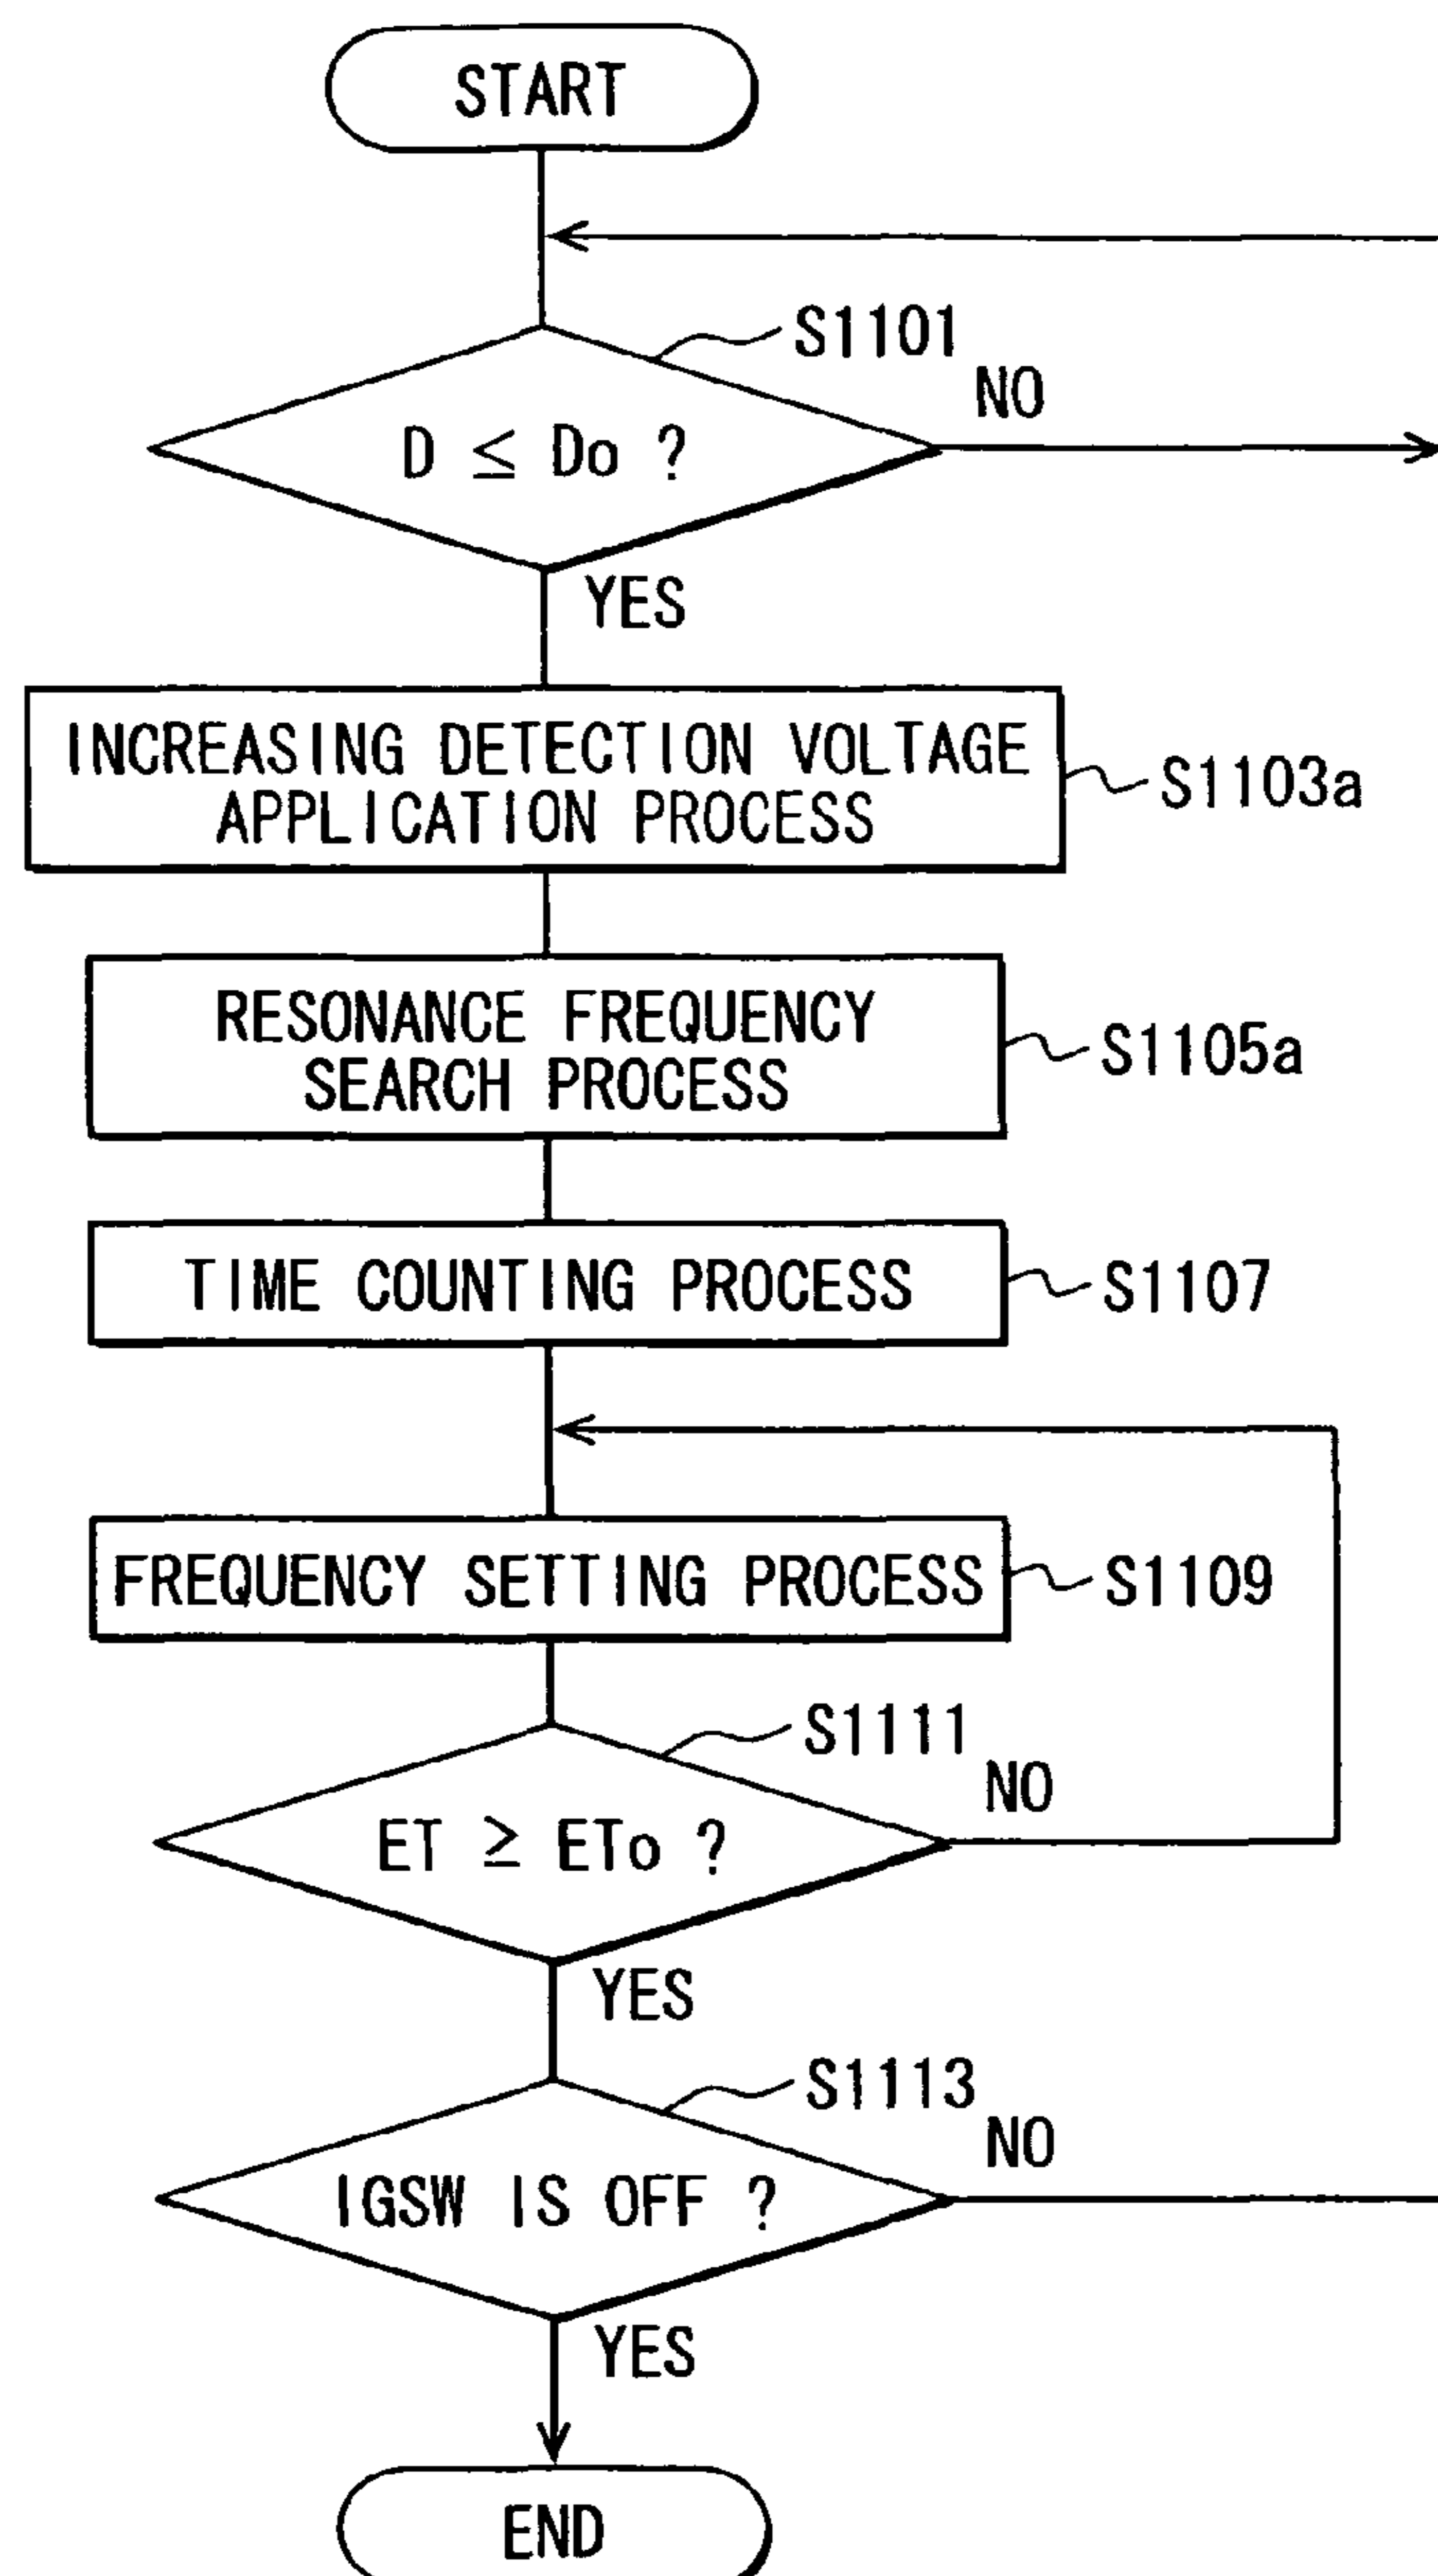 START
S1101
NO
D ≤ Do ?
YES
INCREASING DETECTION VOLTAGE
APPLICATION PROCESS
S1103a
RESONANCE FREQUENCY
SEARCH PROCESS
S1105a
TIME COUNTING PROCESS
S1107
FREQUENCY SETTING PROCESS
S1109
S1111
NO
ET ≥ ETo ?
YES
S1113
NO
IGSW IS OFF ?
YES
END